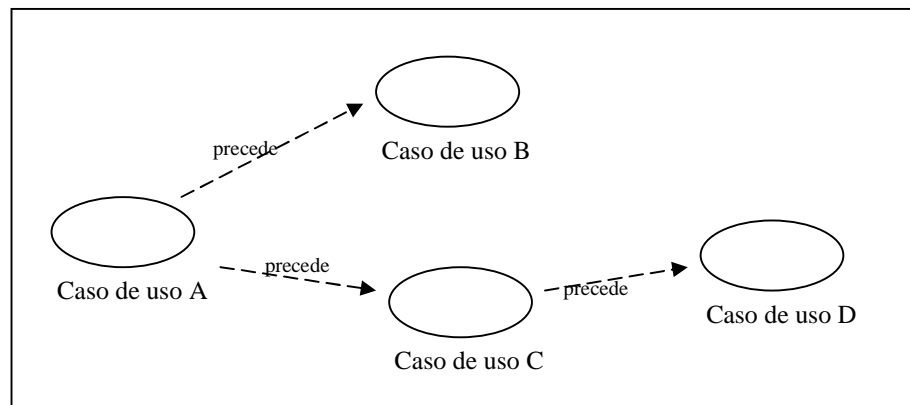 precede
Caso de uso B
Caso de uso A
precede
Caso de uso C
precede
Caso de uso D